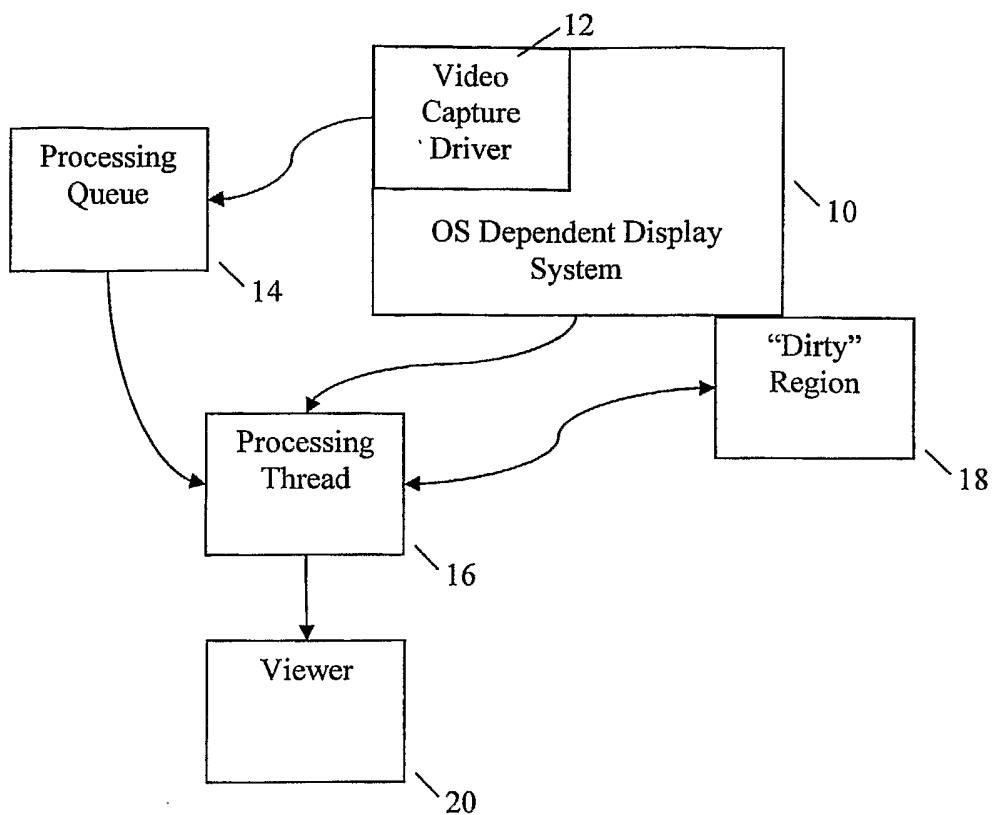 12
Video
Capture
Driver
Processing
Queue
10
OS Dependent Display
System
14
“Dirty”
Region
Processing
Thread
18
16
Viewer
20